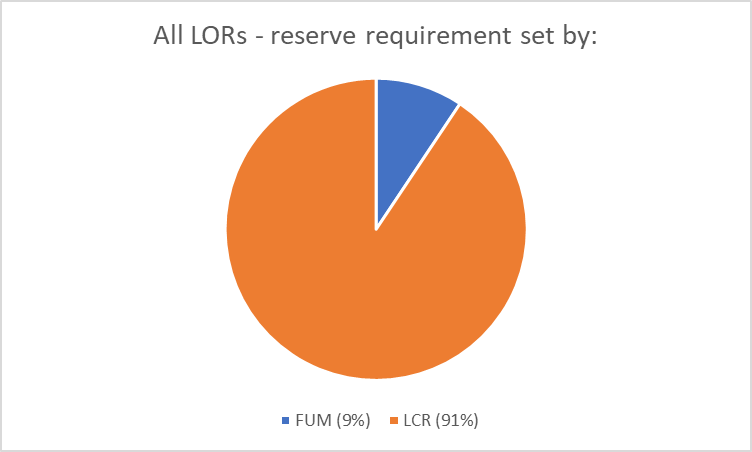 All LORs - reserve requirement set by:
FUM (9%) LCR (91%)